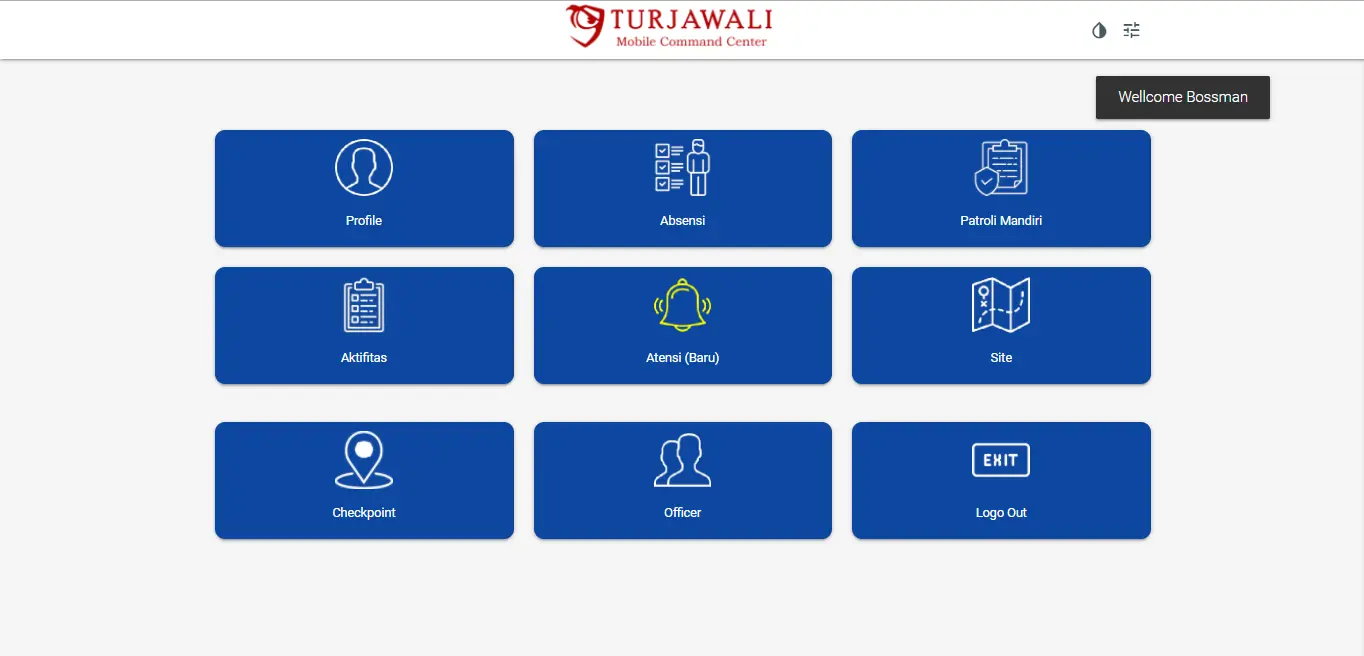 TURJAWALI
Mobile Command Center
Wellcome Bossman
Profile
Absensi
Patroli Mandiri
Aktifitas
Atensi (Baru)
Site
EXIT
Checkpoint
Officer
Logo Out